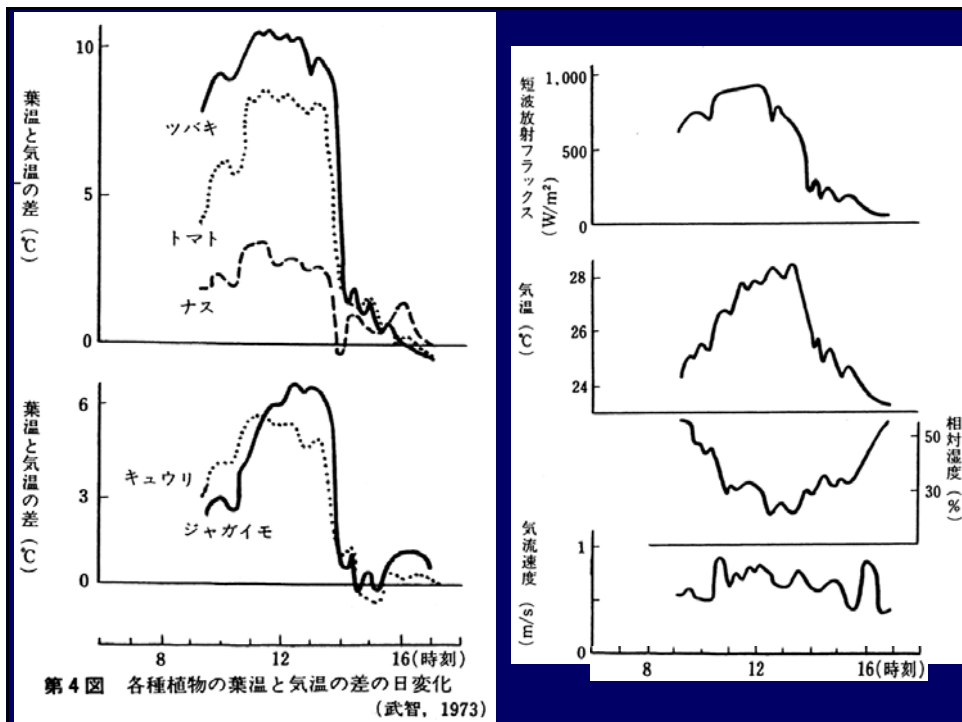 葉温と気温の差 (℃)
10
5
0
ツバキ
トマト
ナス
葉温と気温の差 (℃)
6
3
0
キュウリ
ジャガイモ
8 12 16(時刻)
第4図 各種植物の葉温と気温の差の日変化
(武智, 1973)
短波放射フラックス (W/m²)
1,000
500
0
気温 (℃)
28
26
24
相対湿度 (%)
50
30
気流速度 (m/s)
1
0
8 12 16(時刻)